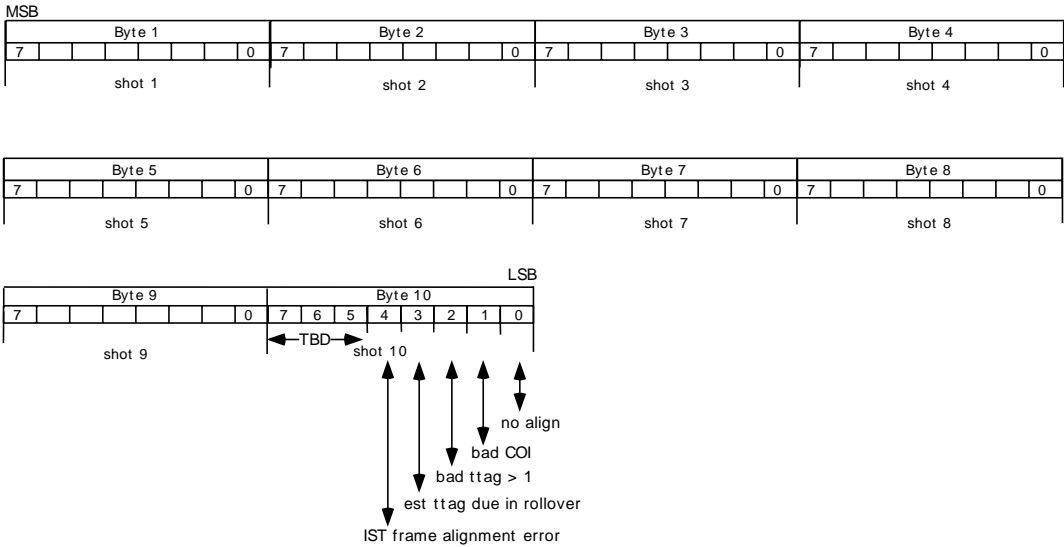 MSB
Byte 1 Byte 2 Byte 3 Byte 4
7 0 7 0 7 0 7 0
shot 1 shot 2 shot 3 shot 4
Byte 5 Byte 6 Byte 7 Byte 8
7 0 7 0 7 0 7 0
shot 5 shot 6 shot 7 shot 8
LSB
Byte 9 Byte 10
7 0 7 6 5 4 3 2 1 0
TBD
shot 9 shot 10
no align
bad COI
bad ttag > 1
est ttag due in rollover
IST frame alignment error